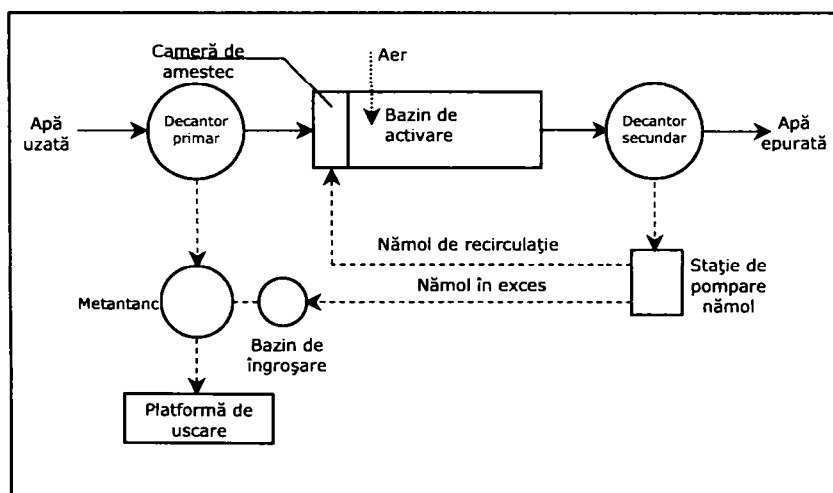 Cameră de
amestec
Aer
Apă
uzată
Decantor
primar
Bazin de
activare
Decantor
secundar
Apă
epurată
Nămol de recirculaţie
Nămol în exces
Staţie de
pompare
nămol
Metantanc
Bazin de
îngroşare
Platformă de
uscare